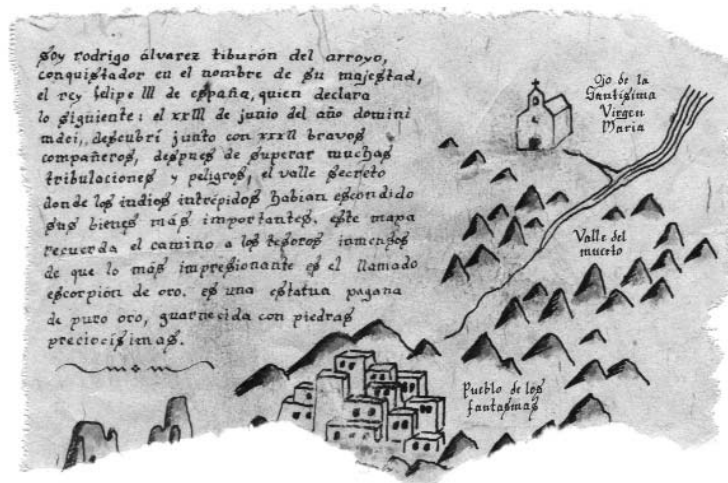 soy rodrigo álvarez tiburón del arroyo,
conquistador en el nombre de su majestad,
el rey felipe III de españa, quien declara
lo siguiente: el xxIII de junio del año domini
mdci, descubrí junto con xxxII bravos
compañeros, despues de superar muchas
tribulaciones y peligros, el valle secreto
donde los indios intrépidos habian escondido
sus bienes más importantes. este mapa
recuerda el camino a los tesoros inmensos
de que lo más impresionante es el llamado
escorpión de oro. es una estatua pagana
de puro oro, guarnecida con piedras
preciocisimas.
Ojo de la
Santisima
Virgen
Maria
Valle del
muerto
Pueblo de los
fantasmas